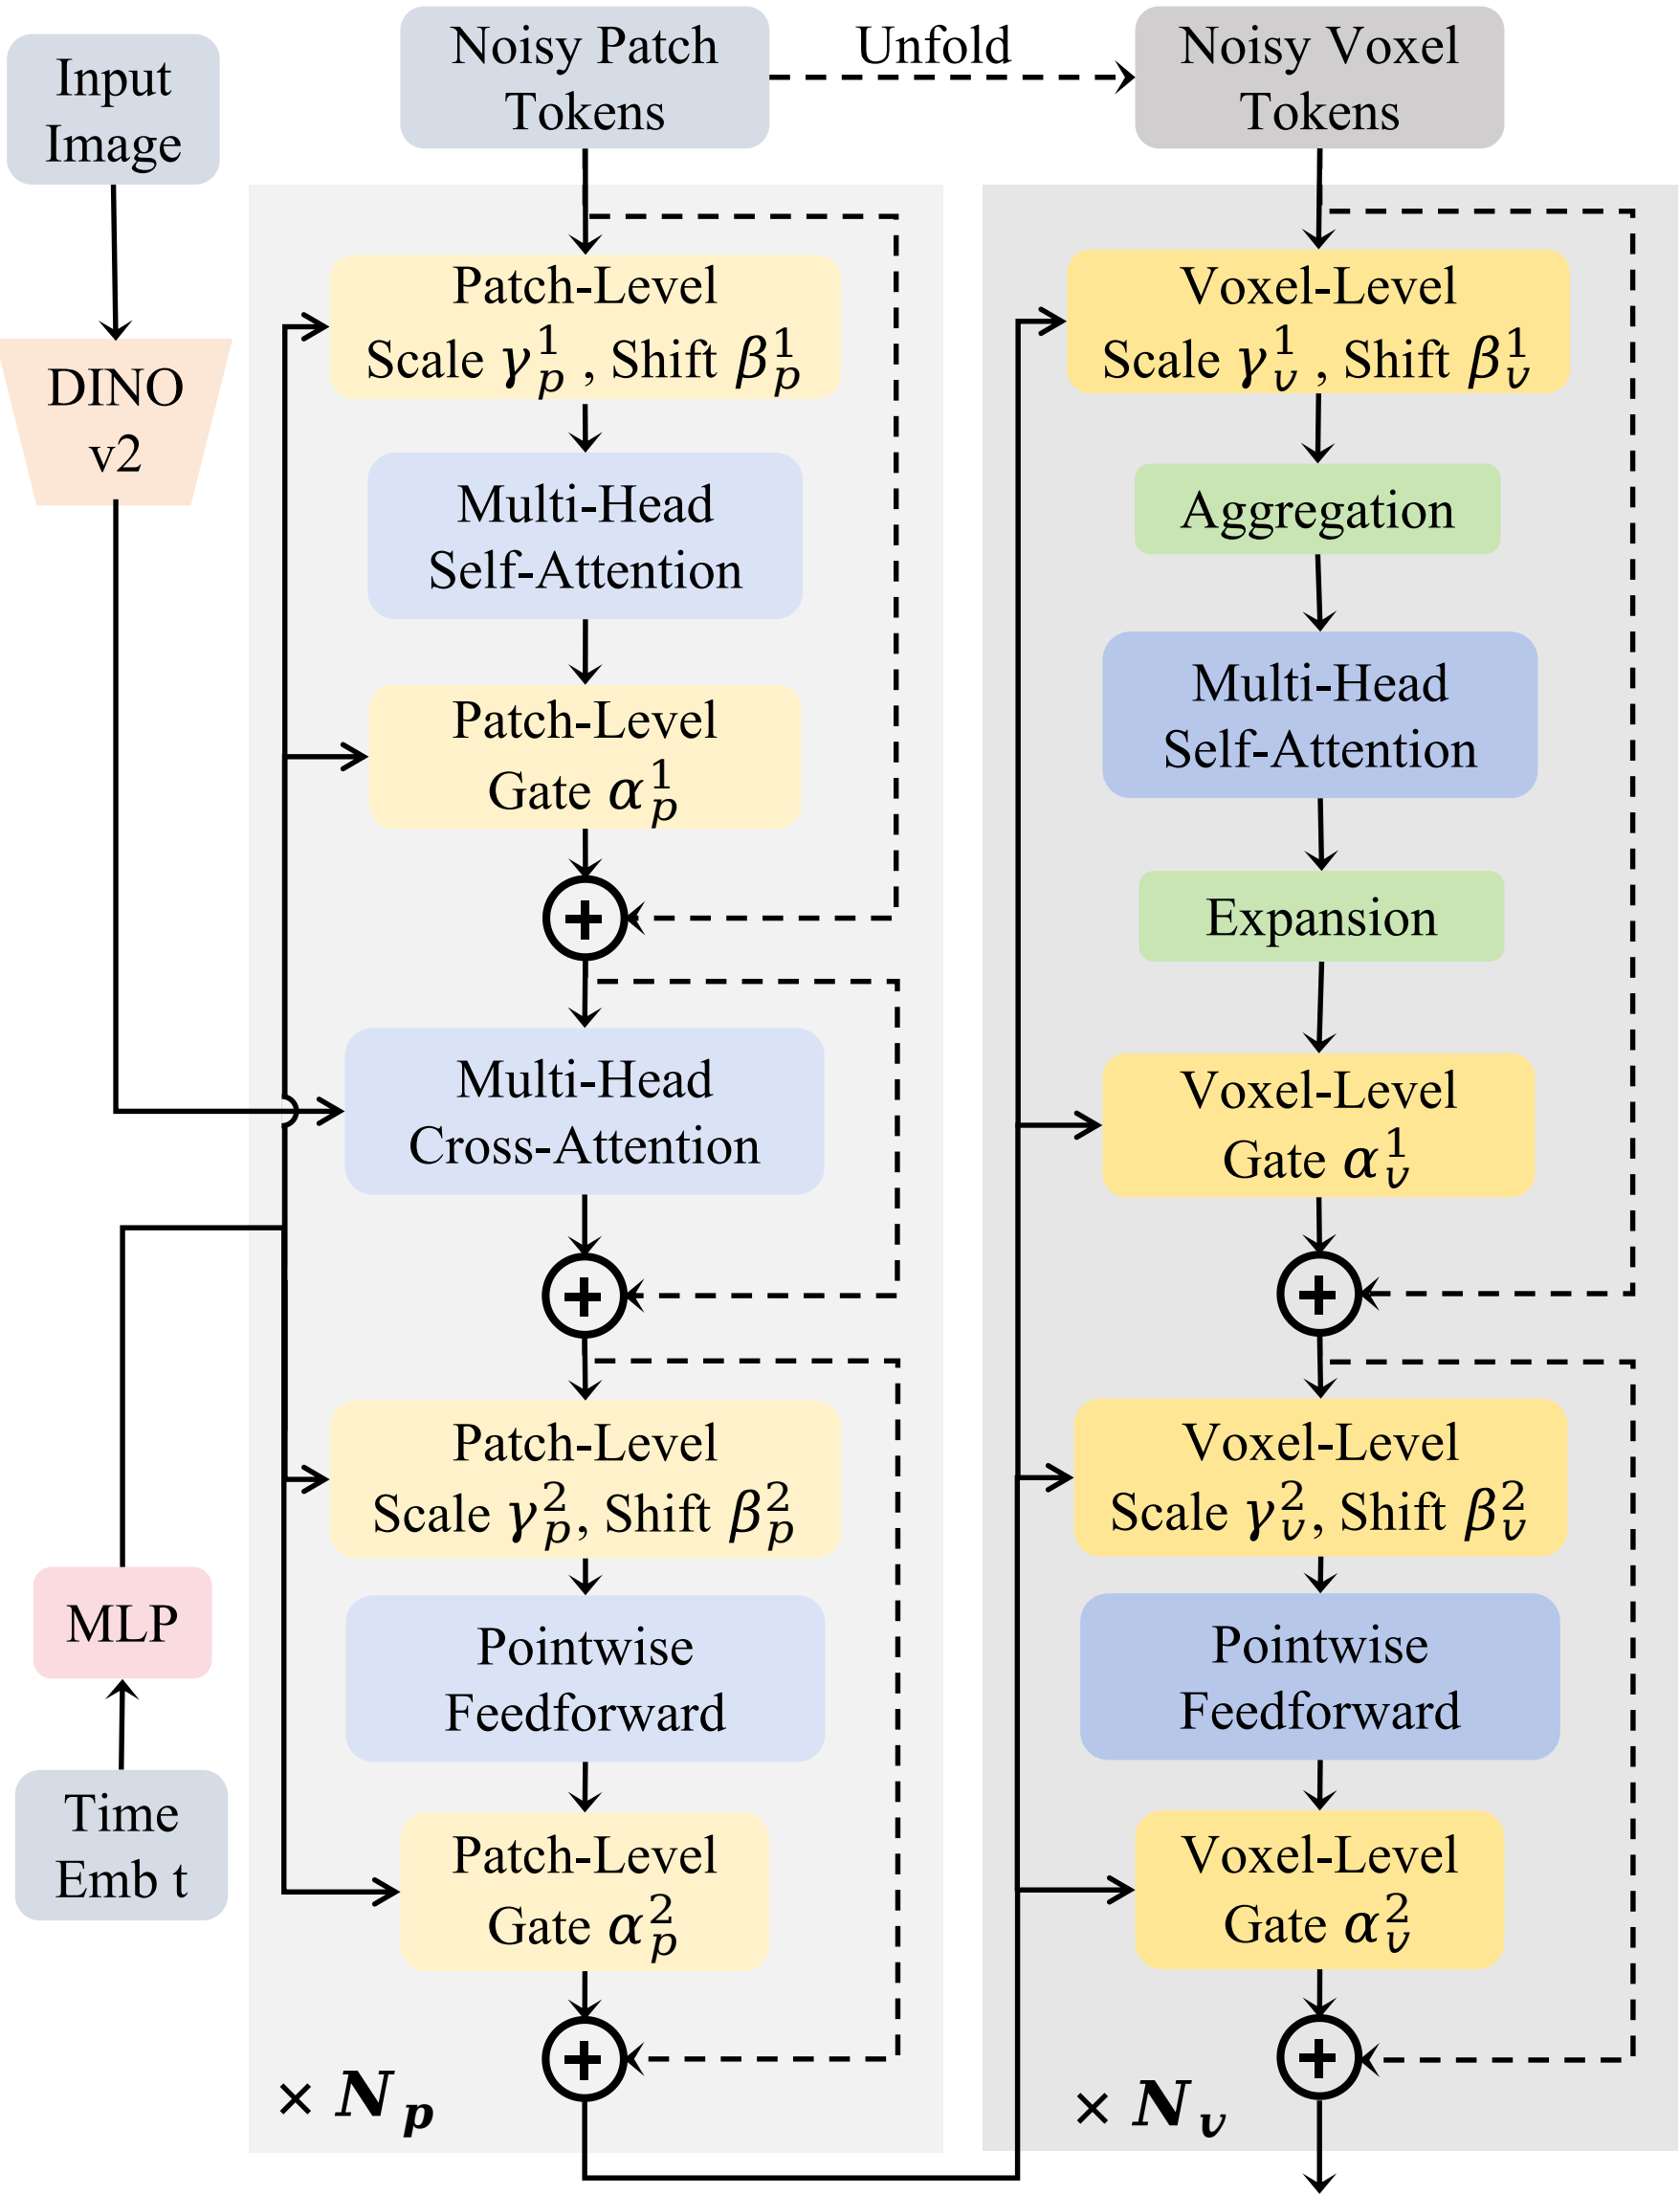 Input
Image
DINO
v2
MLP
Time
Emb t
Noisy Patch
Tokens
Unfold
Noisy Voxel
Tokens
Patch-Level
Scale γ_p^1 , Shift β_p^1
Multi-Head
Self-Attention
Patch-Level
Gate α_p^1
+
Multi-Head
Cross-Attention
+
Patch-Level
Scale γ_p^2, Shift β_p^2
Pointwise
Feedforward
Patch-Level
Gate α_p^2
+
× N_p
Voxel-Level
Scale γ_v^1 , Shift β_v^1
Aggregation
Multi-Head
Self-Attention
Expansion
Voxel-Level
Gate α_v^1
+
Voxel-Level
Scale γ_v^2, Shift β_v^2
Pointwise
Feedforward
Voxel-Level
Gate α_v^2
+
× N_v